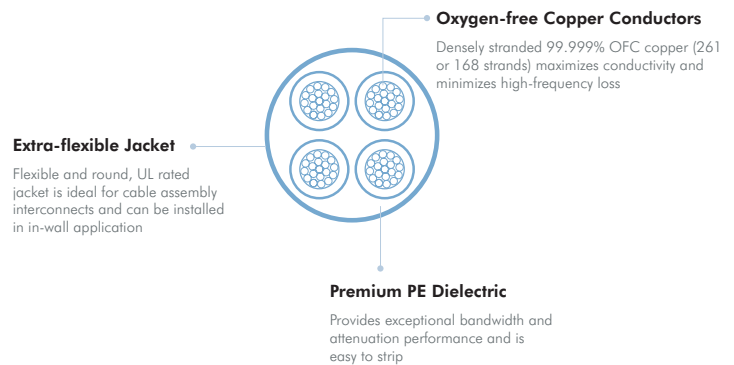 Oxygen-free Copper Conductors
Densely stranded 99.999% OFC copper (261
or 168 strands) maximizes conductivity and
minimizes high-frequency loss
Extra-flexible Jacket
Flexible and round, UL rated
jacket is ideal for cable assembly
interconnects and can be installed
in in-wall application
Premium PE Dielectric
Provides exceptional bandwidth and
attenuation performance and is
easy to strip